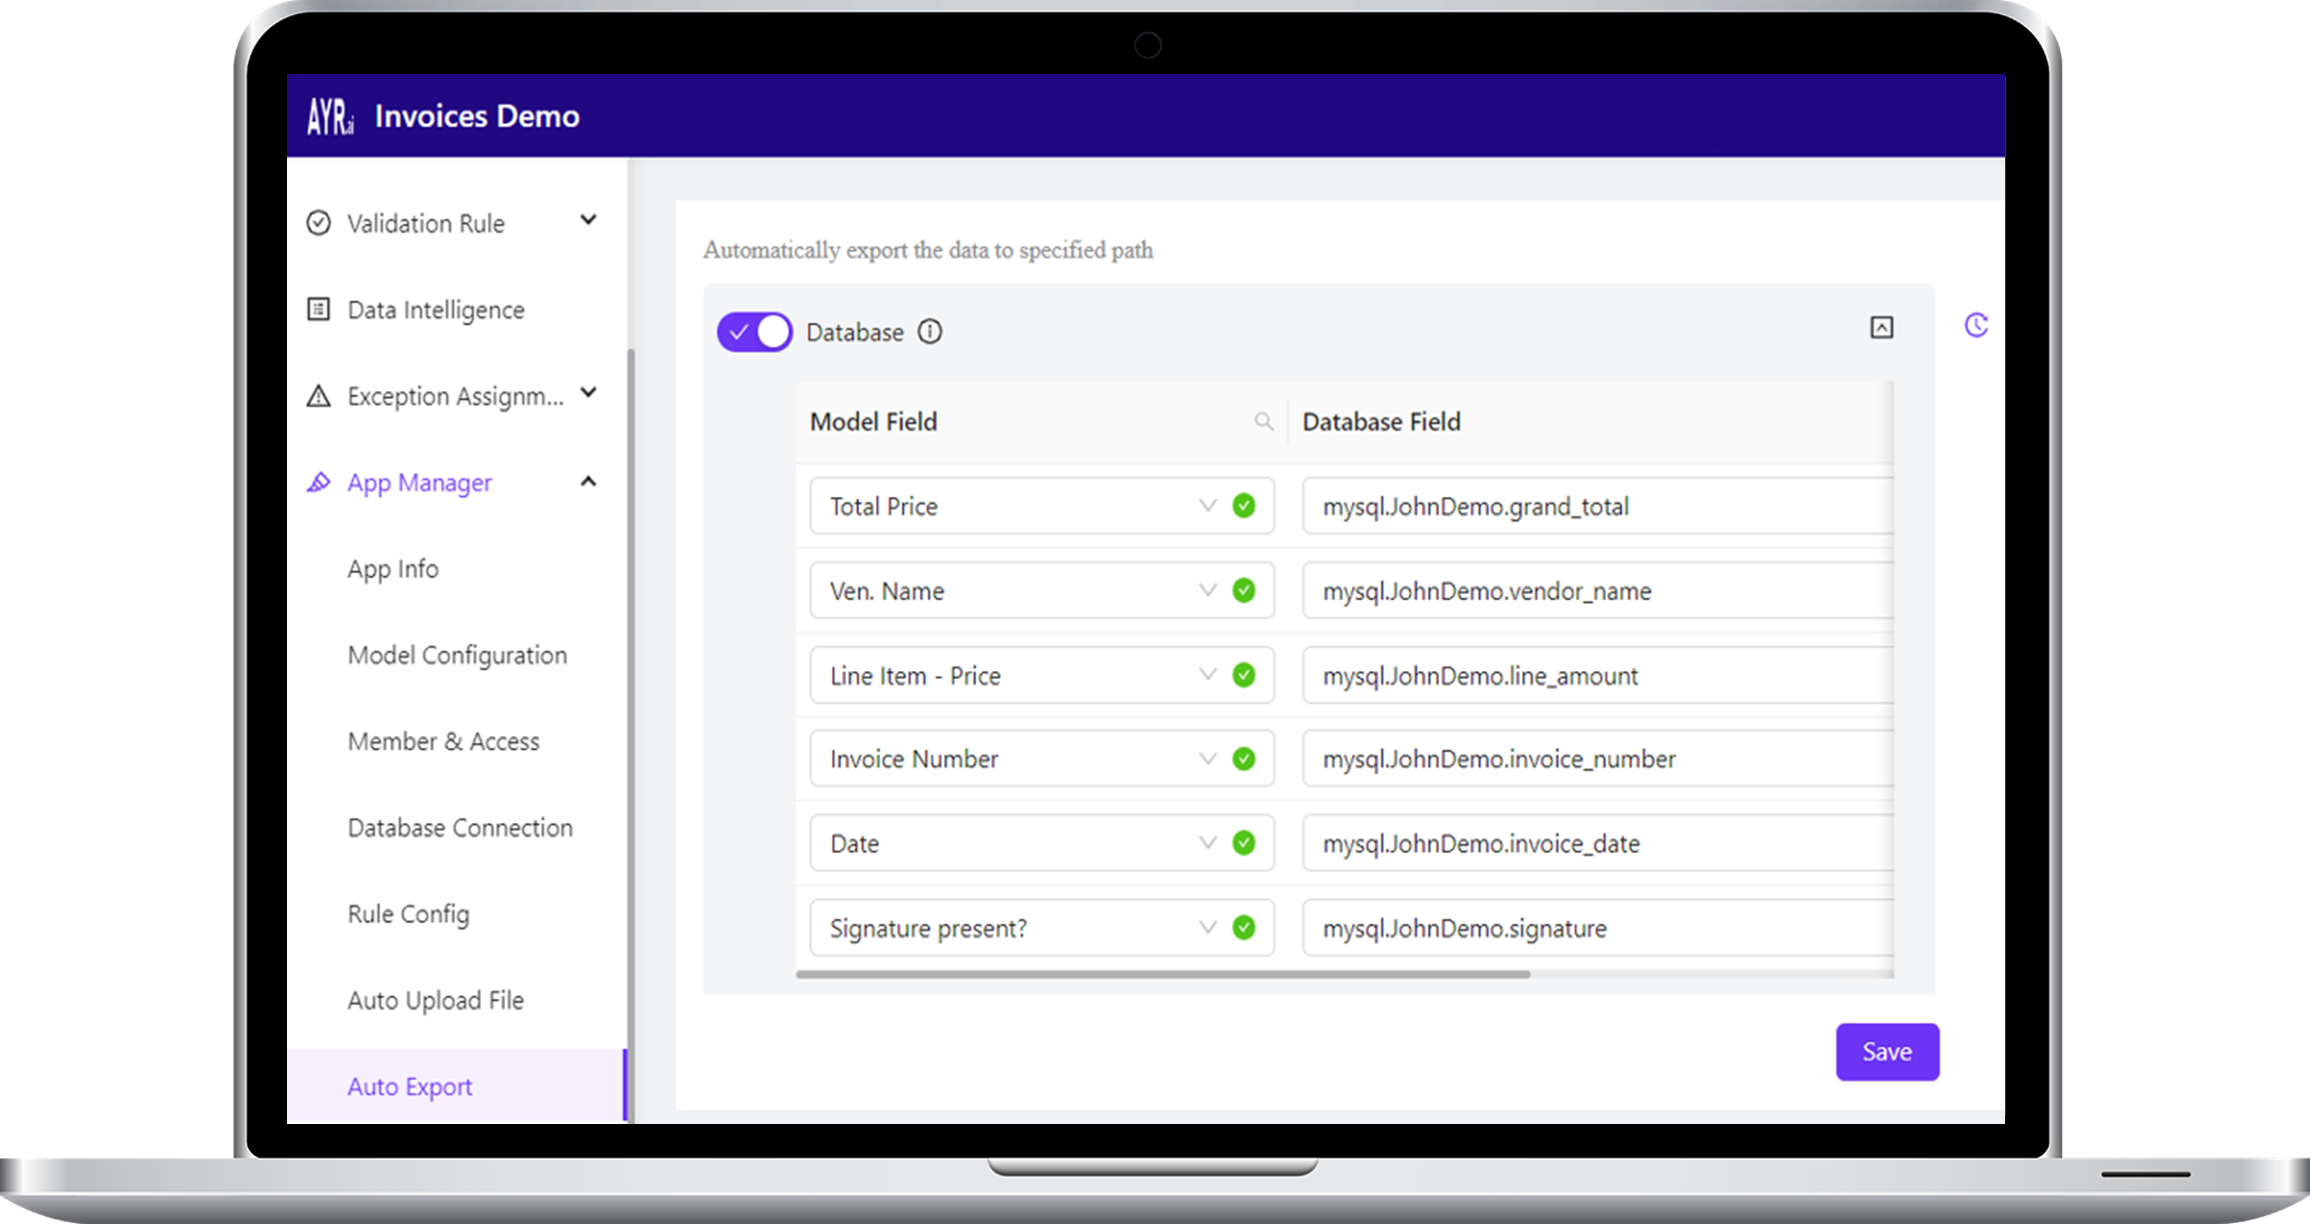 AYR.ai Invoices Demo
Validation Rule
Data Intelligence
Exception Assignm...
App Manager
App Info
Model Configuration
Member & Access
Database Connection
Rule Config
Auto Upload File
Auto Export
Automatically export the data to specified path
Database
Model Field Database Field
Total Price mysql.JohnDemo.grand_total
Ven. Name mysql.JohnDemo.vendor_name
Line Item - Price mysql.JohnDemo.line_amount
Invoice Number mysql.JohnDemo.invoice_number
Date mysql.JohnDemo.invoice_date
Signature present? mysql.JohnDemo.signature
Save